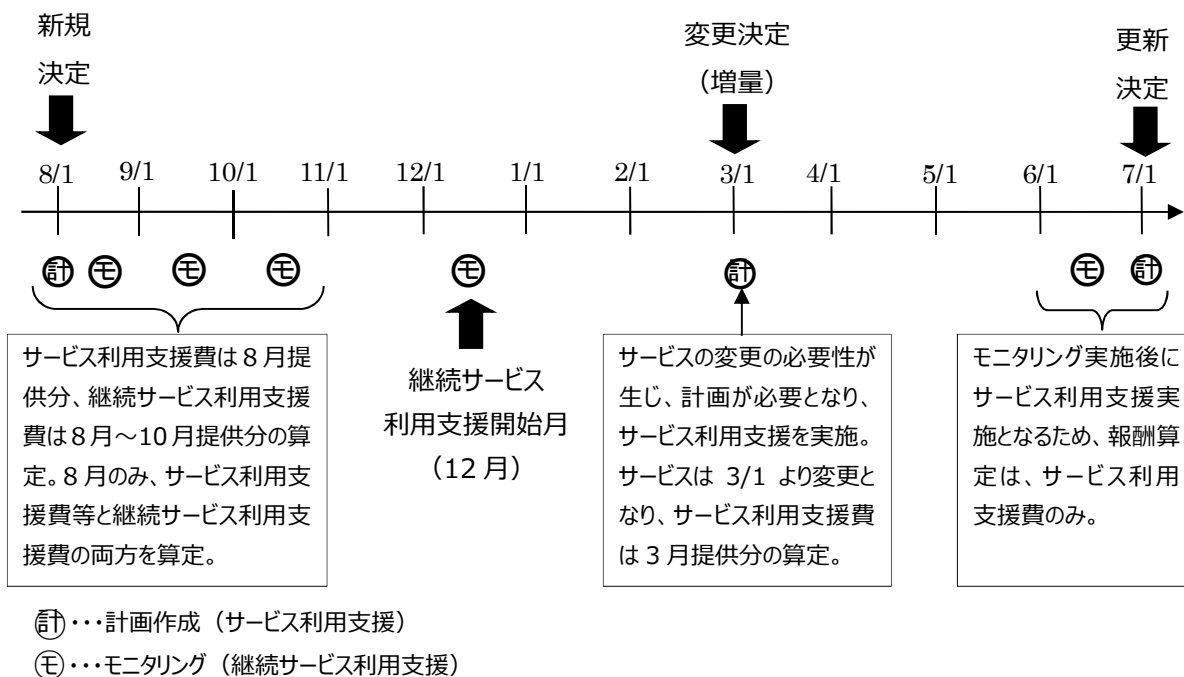 新規
決定
変更決定
（増量）
更新
決定
8/1 9/1 10/1 11/1 12/1 1/1 2/1 3/1 4/1 5/1 6/1 7/1
計 モ モ モ モ 計 モ 計
サービス利用支援費は８月提
供分、継続サービス利用支援
費は８月～10 月提供分の算
定。８月のみ、サービス利用支
援費等と継続サービス利用支
援費の両方を算定。
継続サービス
利用支援開始月
（12 月）
サービスの変更の必要性が
生じ、計画が必要となり、
サービス利用支援を実施。
サービスは 3/1 より変更と
なり、サービス利用支援費
は 3 月提供分の算定。
モニタリング実施後に
サービス利用支援実
施となるため、報酬算
定は、サービス利用
支援費のみ。
計・・・計画作成（サービス利用支援）
モ・・・モニタリング（継続サービス利用支援）